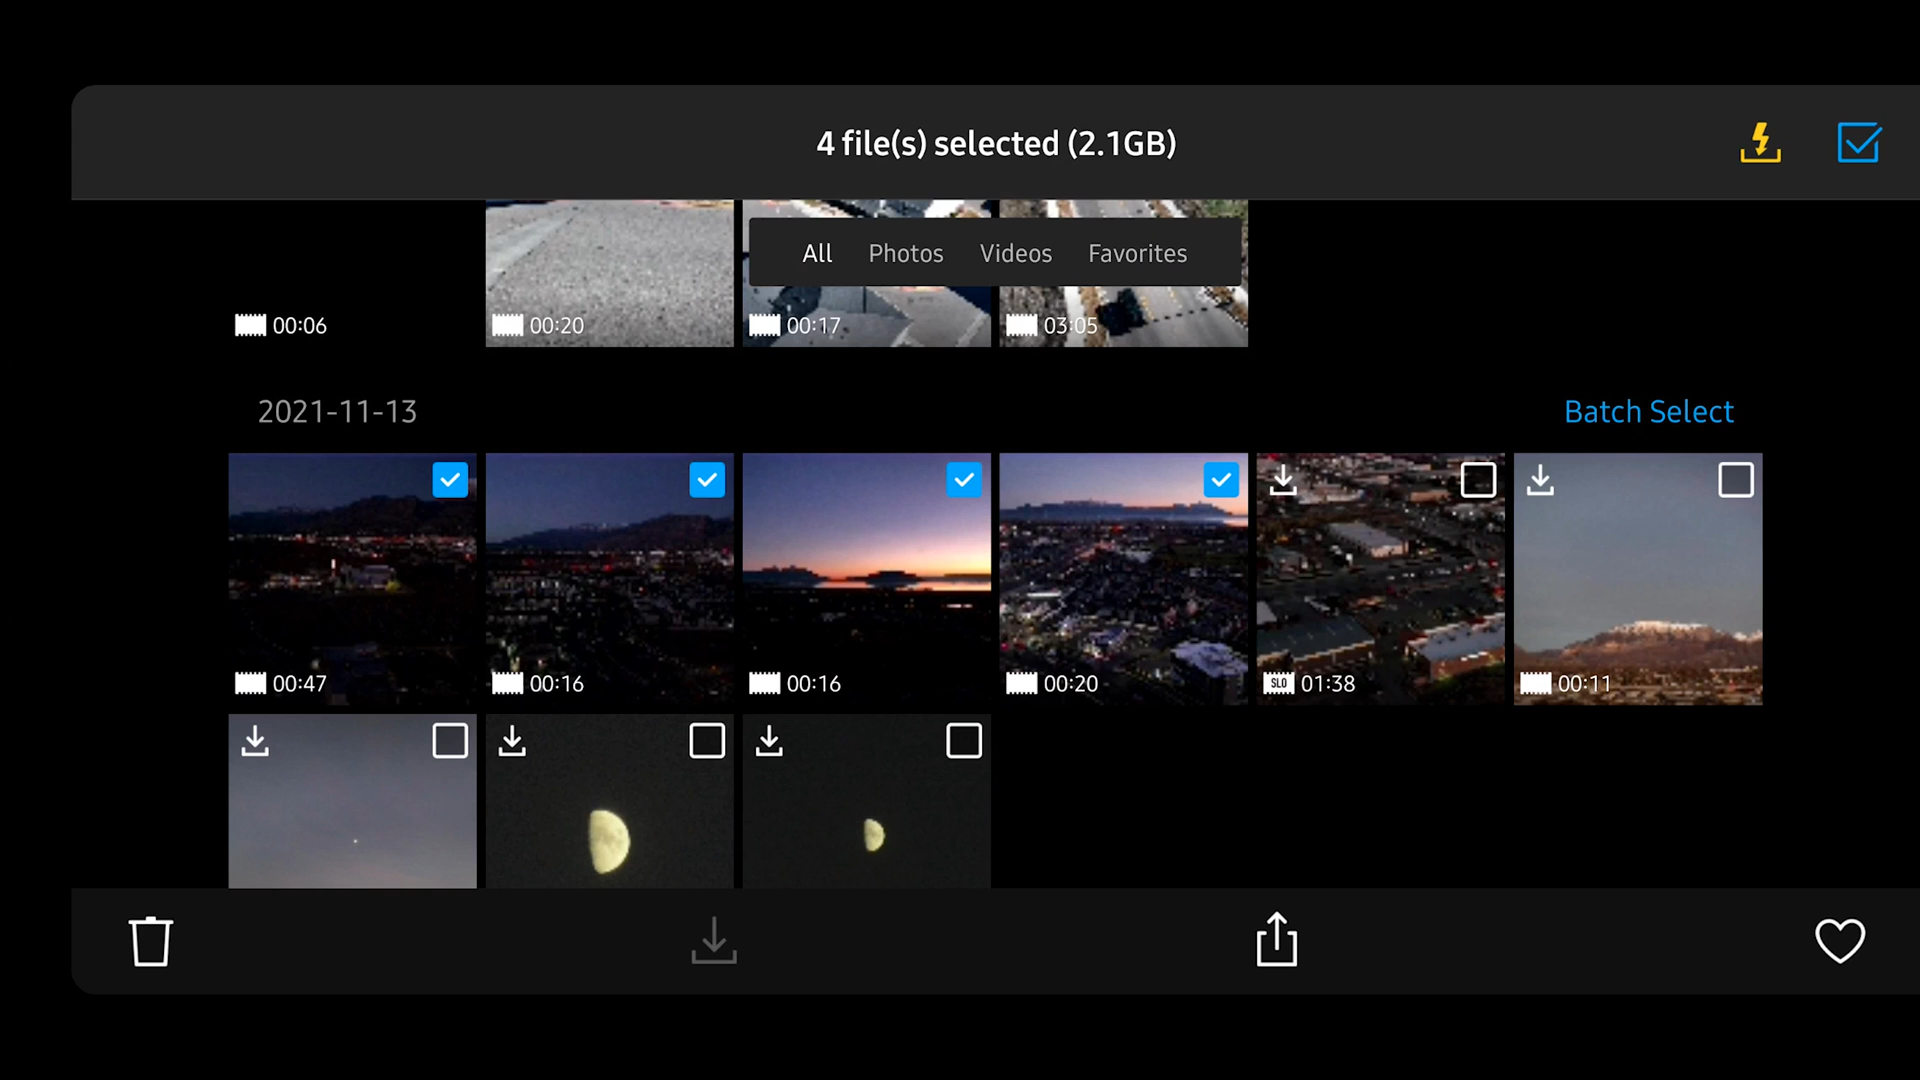 4 file(s) selected (2.1GB)
All Photos Videos Favorites
00:06 00:20 00:17 03:05
2021-11-13 Batch Select
00:47 00:16 00:16 00:20 SLO 01:38 00:11